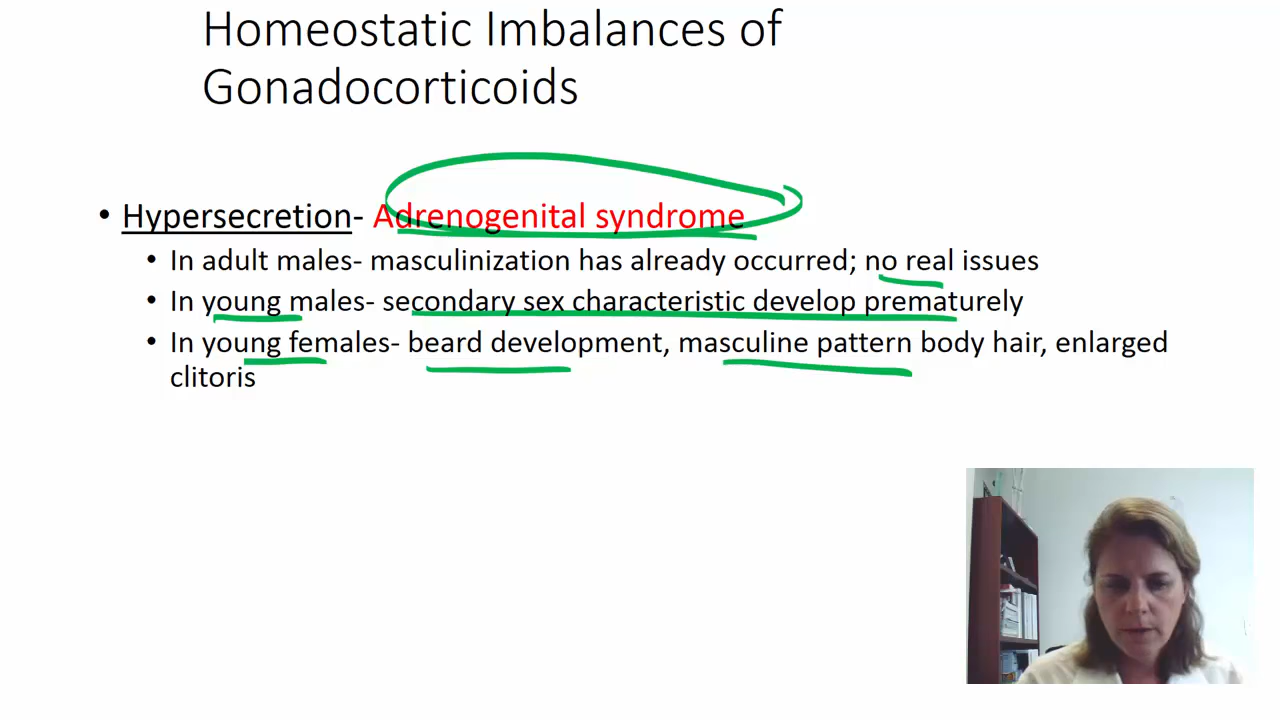 Homeostatic Imbalances of
Gonadocorticoids
• Hypersecretion- Adrenogenital syndrome
• In adult males- masculinization has already occurred; no real issues
• In young males- secondary sex characteristic develop prematurely
• In young females- beard development, masculine pattern body hair, enlarged
clitoris